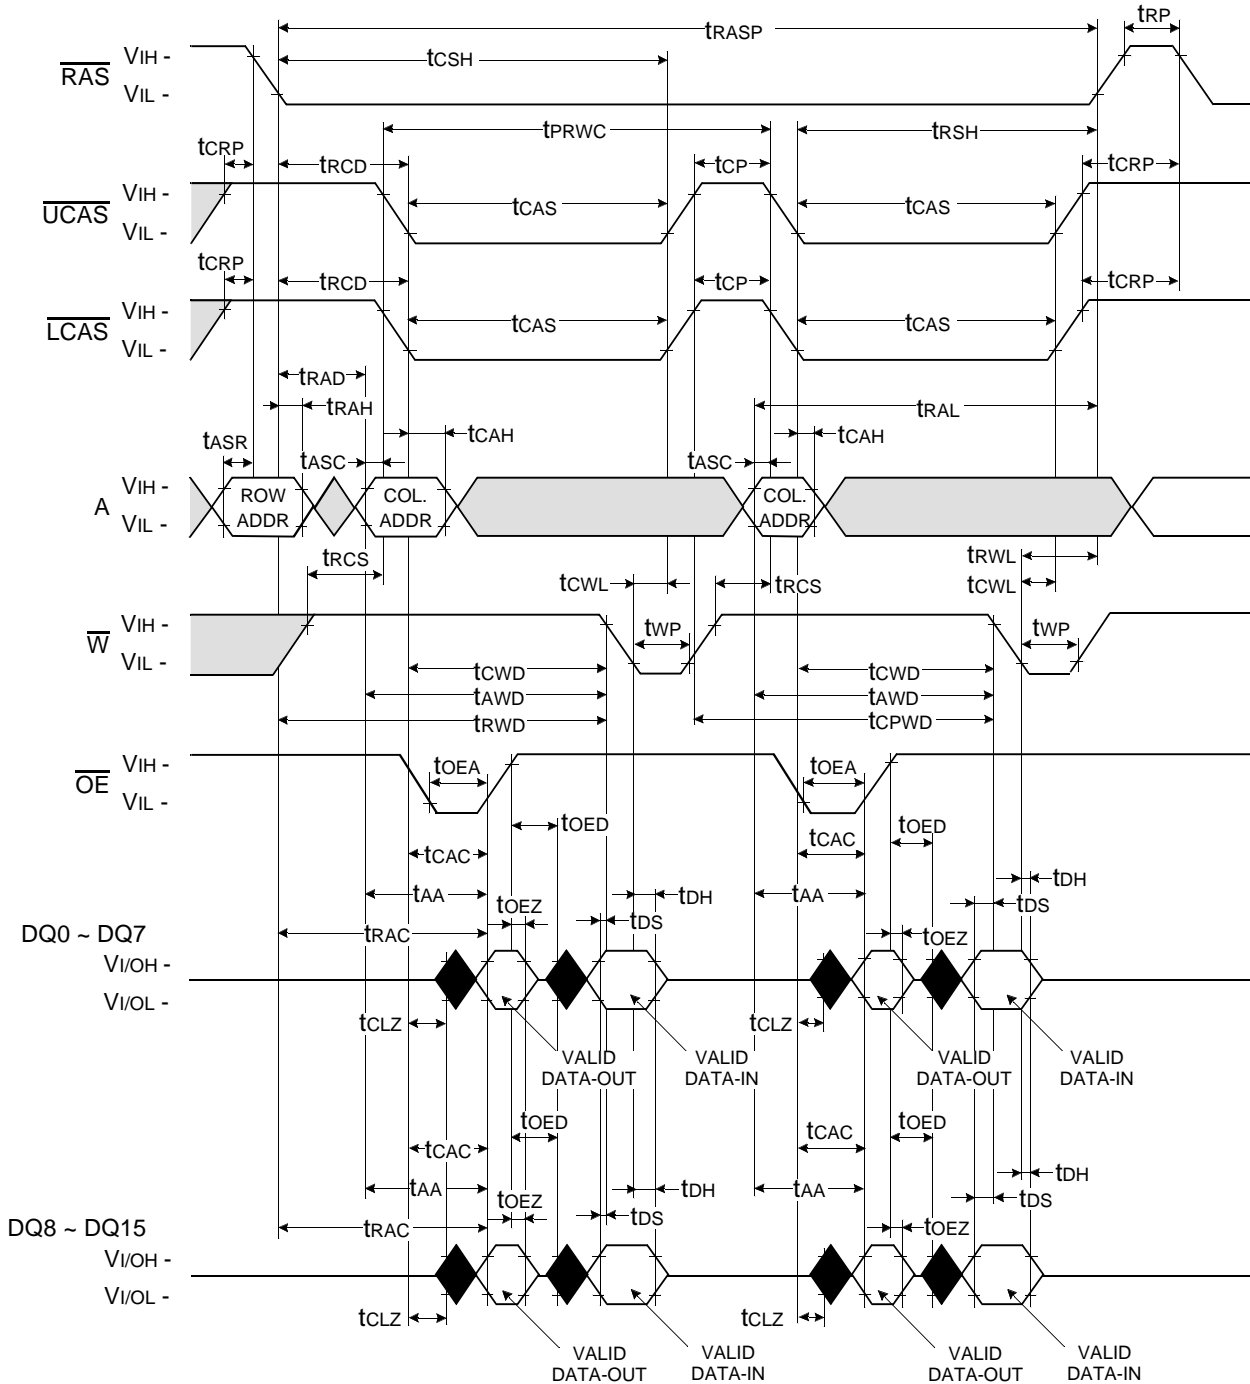 tRASP tRP
RAS VIH - VIL - tCSH
tPRWC tRSH
tCRP tRCD tCP tCRP
UCAS VIH - VIL - tCAS tCAS
tCRP tRCD tCP tCRP
LCAS VIH - VIL - tCAS tCAS
tRAD
tRAH tRAL
tASR tASC tCAH tASC tCAH
A VIH - VIL - ROW ADDR COL. ADDR COL. ADDR
tRCS tRWL
tCWL tRCS tCWL
W VIH - VIL - tWP tWP
tCWD tCWD
tAWD tAWD
tRWD tCPWD
OE VIH - VIL - tOEA tOEA
tOED tOED
tCAC tCAC
tAA tDH tAA tDH
tOEZ tDS tDS
DQ0 ~ DQ7 tRAC tOEZ
VI/OH -
VI/OL -
tCLZ tCLZ
VALID DATA-OUT VALID DATA-IN VALID DATA-OUT VALID DATA-IN
tOED tOED
tCAC tCAC
tAA tDH tAA tDH
tOEZ tDS tDS
DQ8 ~ DQ15 tRAC tOEZ
VI/OH -
VI/OL -
tCLZ tCLZ
VALID DATA-OUT VALID DATA-IN VALID DATA-OUT VALID DATA-IN